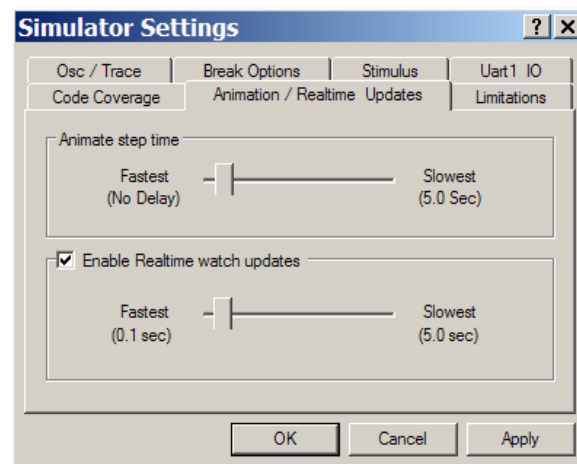 Simulator Settings
? X
Osc / Trace Break Options Stimulus Uart1 IO
Code Coverage Animation / Realtime Updates Limitations
Animate step time
Fastest Slowest
(No Delay) (5.0 Sec)
Enable Realtime watch updates
Fastest Slowest
(0.1 sec) (5.0 sec)
OK Cancel Apply